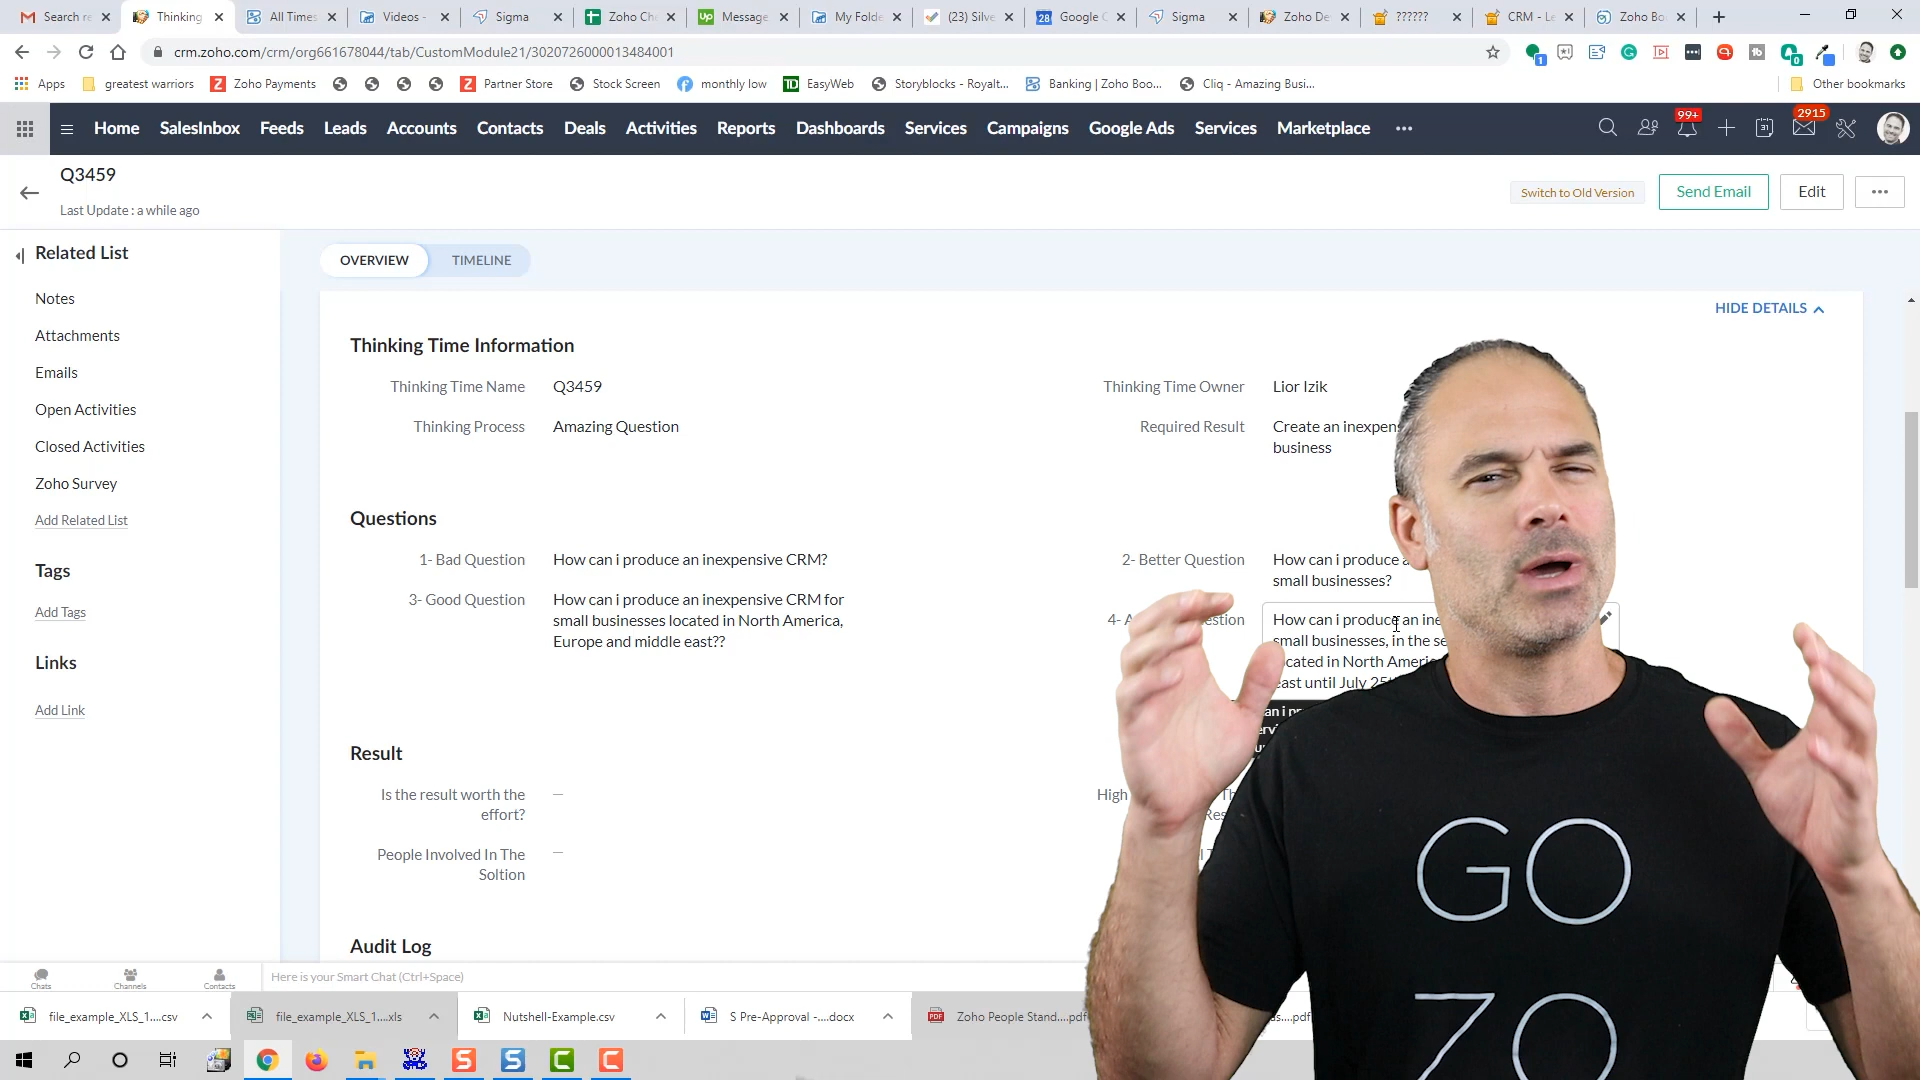 Search re
Thinking
All Times
Videos -
Sigma
Zoho Ch
Message
My Folde
(23) Silve
Google C
Sigma
Zoho De
??????
CRM - Le
Zoho Bo
crm.zoho.com/crm/org661678044/tab/CustomModule21/3020726000013484001
Apps
greatest warriors
Zoho Payments
Partner Store
Stock Screen
monthly low
EasyWeb
Storyblocks - Royalt...
Banking | Zoho Boo...
Cliq - Amazing Busi...
Other bookmarks
Home
SalesInbox
Feeds
Leads
Accounts
Contacts
Deals
Activities
Reports
Dashboards
Services
Campaigns
Google Ads
Services
Marketplace
99+
2915
Q3459
Last Update : a while ago
Switch to Old Version
Send Email
Edit
Related List
Notes
Attachments
Emails
Open Activities
Closed Activities
Zoho Survey
Add Related List
Tags
Add Tags
Links
Add Link
OVERVIEW
TIMELINE
HIDE DETAILS
Thinking Time Information
Thinking Time Name
Q3459
Thinking Time Owner
Lior Izik
Thinking Process
Amazing Question
Required Result
Create an inexpens
business
Questions
1- Bad Question
How can i produce an inexpensive CRM?
2- Better Question
How can i produce a
small businesses?
3- Good Question
How can i produce an inexpensive CRM for
small businesses located in North America,
Europe and middle east??
4- A
estion
How can i produce an ine
small businesses, in the se
ocated in North Americ
east until July 25
Result
Is the result worth the
effort?
—
High
People Involved In The
Soltion
—
Audit Log
Chats
Channels
Contacts
Here is your Smart Chat (Ctrl+Space)
file_example_XLS_1....csv
file_example_XLS_1....xls
Nutshell-Example.csv
S Pre-Approval -....docx
Zoho People Stand....pdf
as....pdf
GO
ZO